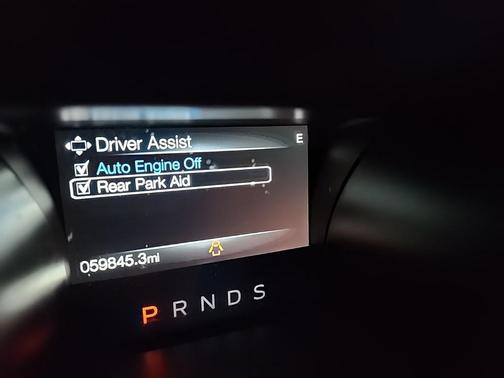 Driver Assist E
Auto Engine Off
Rear Park Aid
059845.3mi
P R N D S